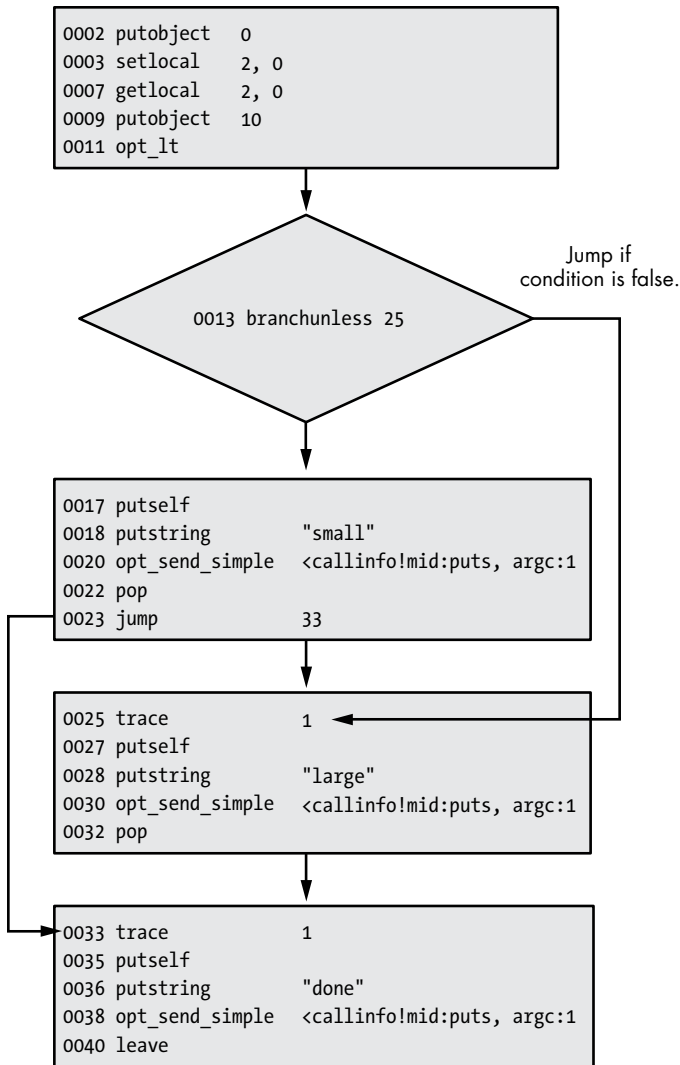 0002 putobject 0
0003 setlocal 2, 0
0007 getlocal 2, 0
0009 putobject 10
0011 opt_lt
Jump if
condition is false.
0013 branchunless 25
0017 putself
0018 putstring "small"
0020 opt_send_simple <callinfo!mid:puts, argc:1
0022 pop
0023 jump 33
0025 trace 1
0027 putself
0028 putstring "large"
0030 opt_send_simple <callinfo!mid:puts, argc:1
0032 pop
0033 trace 1
0035 putself
0036 putstring "done"
0038 opt_send_simple <callinfo!mid:puts, argc:1
0040 leave